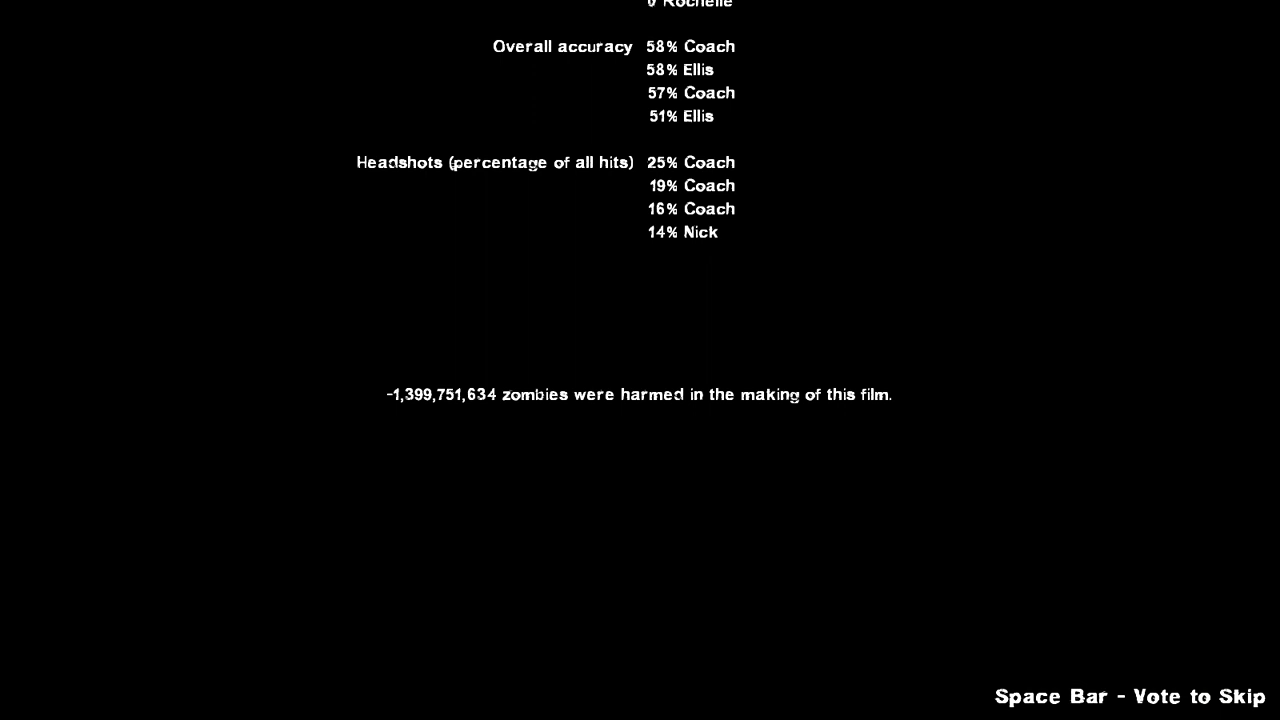 0 Rochelle
Overall accuracy 58% Coach
58% Ellis
57% Coach
51% Ellis
Headshots (percentage of all hits) 25% Coach
19% Coach
16% Coach
14% Nick
-1,399,751,634 zombies were harmed in the making of this film.
Space Bar - Vote to Skip